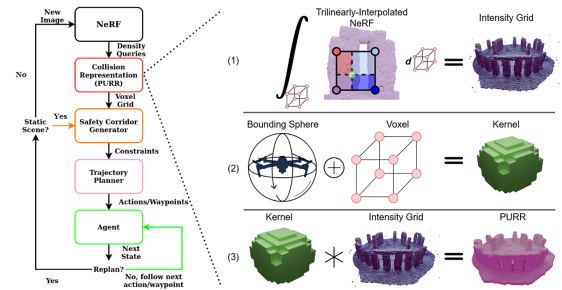 New
Image
NeRF
Density
Queries
No
Collision
Representation
(PURR)
Voxel
Grid
Static
Scene?
Yes
Safety Corridor
Generator
Constraints
Trajectory
Planner
Actions/Waypoints
Agent
Next
State
Replan?
Yes
No, follow next
action/waypoint
Trilinearly-Interpolated
NeRF
Intensity Grid
(1)
d
Bounding Sphere
Voxel
Kernel
(2)
Kernel
Intensity Grid
PURR
(3)